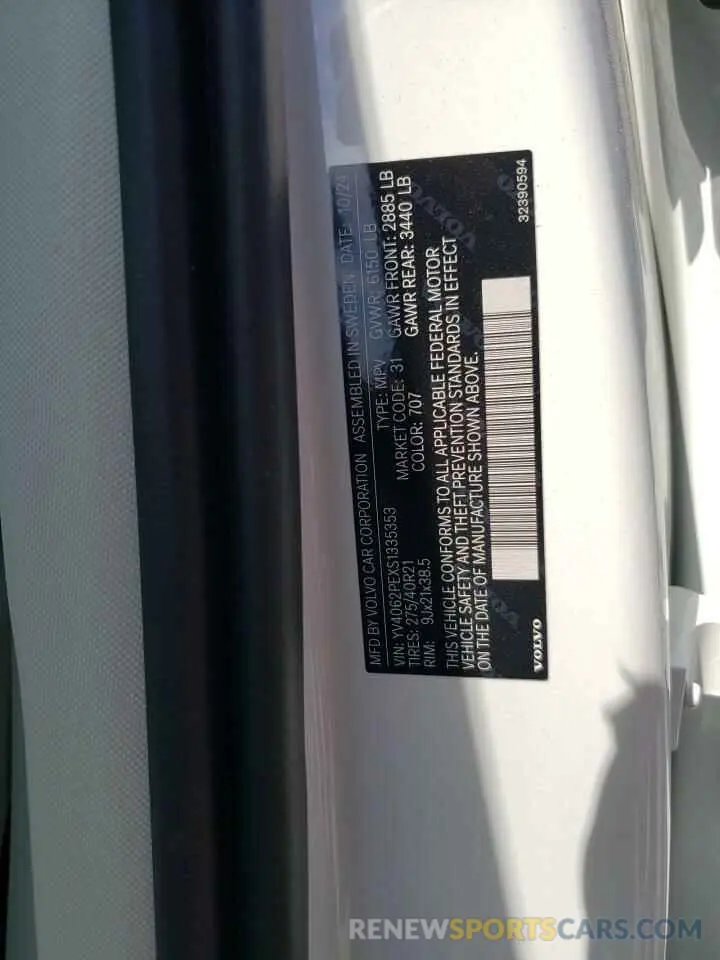 MFD BY VOLVO CAR CORPORATION ASSEMBLED IN SWEDEN DATE: 10/24
VIN: YV4062PEXS1335353 TYPE: MPV GVWR: 6150 LB
TIRES: 275/40R21 MARKET CODE: 31 GAWR FRONT: 2885 LB
RIM: 9Jx21x38.5 COLOR: 707 GAWR REAR: 3440 LB
THIS VEHICLE CONFORMS TO ALL APPLICABLE FEDERAL MOTOR
VEHICLE SAFETY AND THEFT PREVENTION STANDARDS IN EFFECT
ON THE DATE OF MANUFACTURE SHOWN ABOVE.
VOLVO
32390594
RENEWSPORTSCARS.COM